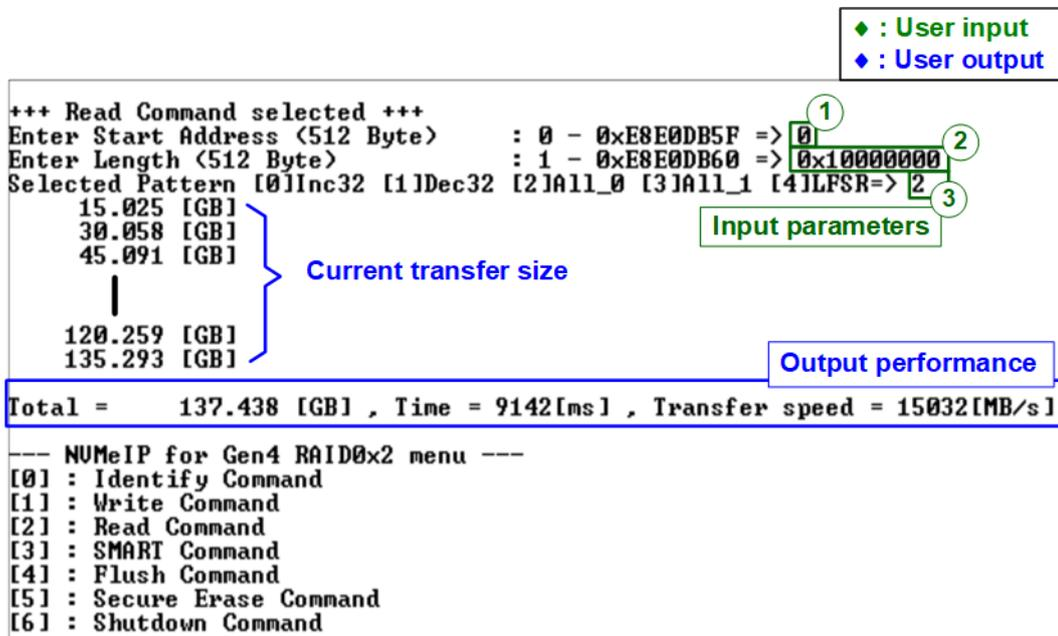 ◆ : User input
◆ : User output
+++ Read Command selected +++
Enter Start Address (512 Byte) : 0 - 0xE8E0DB5F => 0
1
Enter Length (512 Byte) : 1 - 0xE8E0DB60 => 0x10000000
2
Selected Pattern [0]Inc32 [1]Dec32 [2]All_0 [3]All_1 [4]LFSR=> 2
3
15.025 [GB]
30.058 [GB]
45.091 [GB]
Input parameters
Current transfer size
120.259 [GB]
135.293 [GB]
Output performance
Total = 137.438 [GB] , Time = 9142[ms] , Transfer speed = 15032[MB/s]
--- NVMeIP for Gen4 RAID0x2 menu ---
[0] : Identify Command
[1] : Write Command
[2] : Read Command
[3] : SMART Command
[4] : Flush Command
[5] : Secure Erase Command
[6] : Shutdown Command